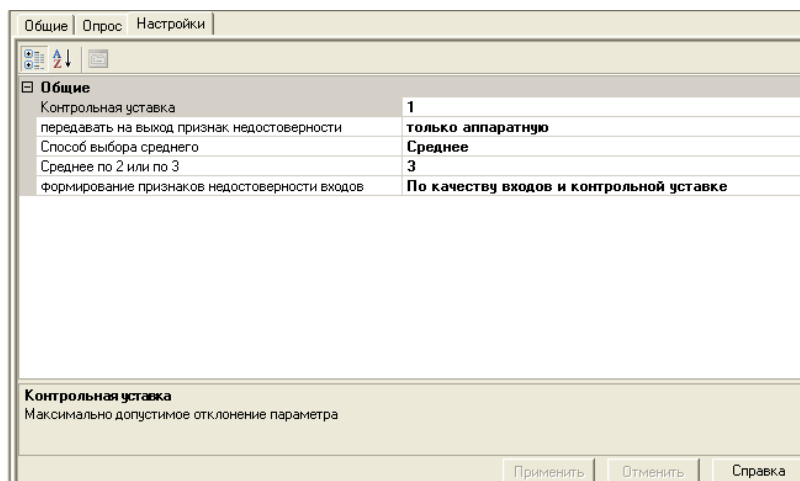 Общие Опрос Настройки
Общие
Контрольная уставка 1
передавать на выход признак недостоверности только аппаратную
Способ выбора среднего Среднее
Среднее по 2 или по 3 3
формирование признаков недостоверности входов По качеству входов и контрольной уставке
Контрольная уставка
Максимально допустимое отклонение параметра
Применить Отменить Справка